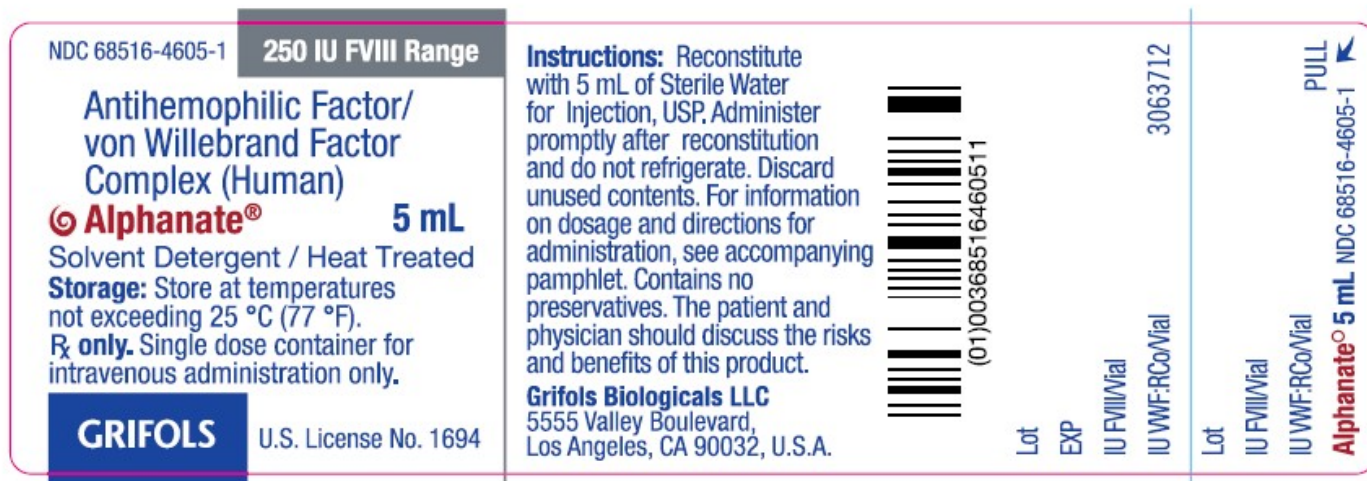 NDC 68516-4605-1
250 IU FVIII Range
Antihemophilic Factor/
von Willebrand Factor
Complex (Human)
Alphanate® 5 mL
Solvent Detergent / Heat Treated
Storage: Store at temperatures
not exceeding 25 °C (77 °F).
℞ only. Single dose container for
intravenous administration only.
GRIFOLS
U.S. License No. 1694
Instructions: Reconstitute
with 5 mL of Sterile Water
for Injection, USP. Administer
promptly after reconstitution
and do not refrigerate. Discard
unused contents. For information
on dosage and directions for
administration, see accompanying
pamphlet. Contains no
preservatives. The patient and
physician should discuss the risks
and benefits of this product.
Grifols Biologicals LLC
5555 Valley Boulevard,
Los Angeles, CA 90032, U.S.A.
(01)00368516460511
Lot
EXP
IU FVIII/Vial
IU VWF:RCo/Vial 3063712
Lot
IU FVIII/Vial
IU VWF:RCo/Vial PULL
Alphanate® 5 mL NDC 68516-4605-1